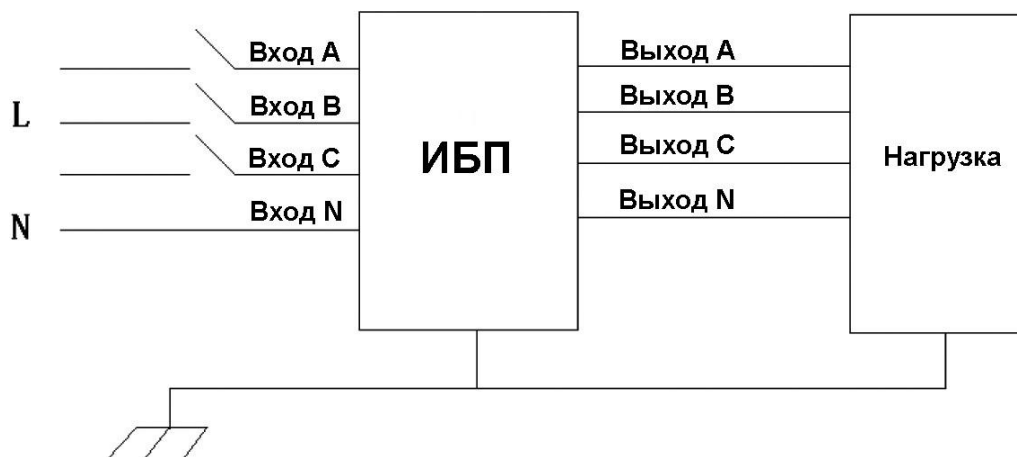 Вход A
Вход B
L
Вход C
Вход N
N
ИБП
Выход A
Выход B
Выход C
Выход N
Нагрузка